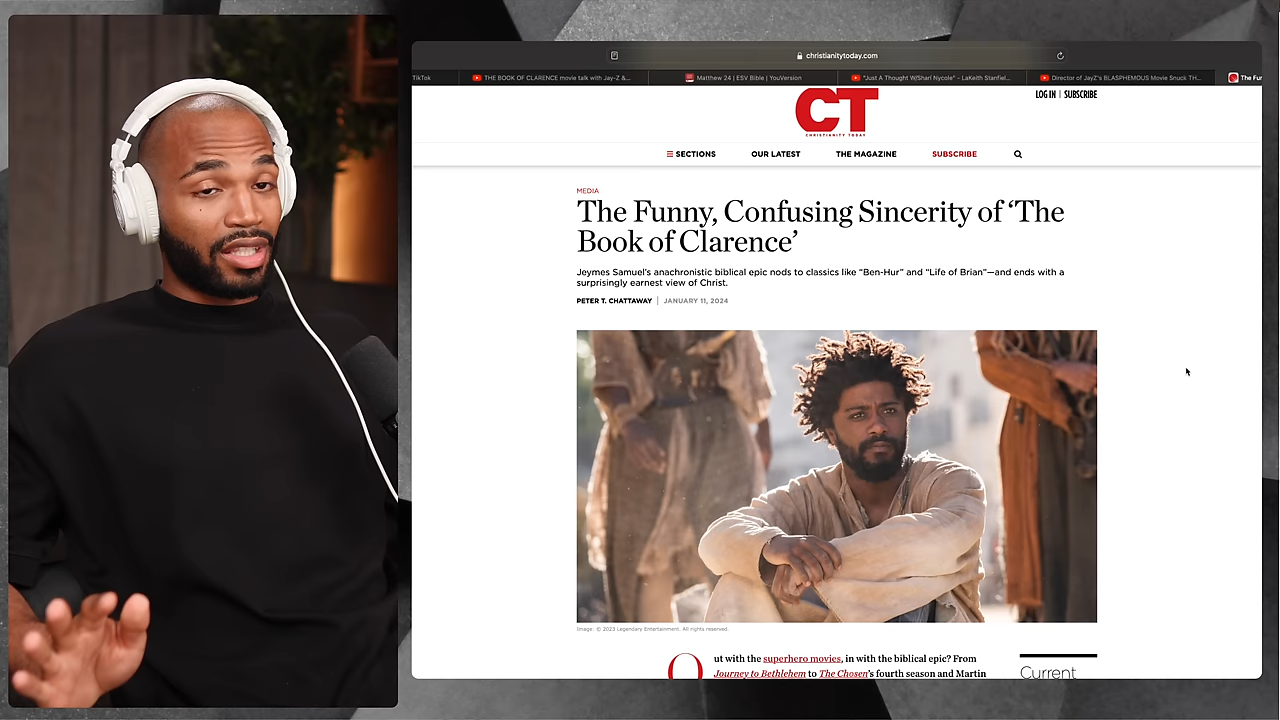 christianitytoday.com
TikTok
THE BOOK OF CLARENCE movie talk with Jay-Z &...
Matthew 24 | ESV Bible | YouVersion
"Just A Thought W/Shari Nycole" - LaKeith Stanfiel...
Director of JayZ's BLASPHEMOUS Movie Snuck TH...
The Fur
CT
CHRISTIANITY TODAY
LOG IN | SUBSCRIBE
SECTIONS
OUR LATEST
THE MAGAZINE
SUBSCRIBE
MEDIA
The Funny, Confusing Sincerity of ‘The
Book of Clarence’
Jeymes Samuel’s anachronistic biblical epic nods to classics like “Ben-Hur” and “Life of Brian”—and ends with a
surprisingly earnest view of Christ.
PETER T. CHATTAWAY | JANUARY 11, 2024
Image: © 2023 Legendary Entertainment. All rights reserved.
Out with the superhero movies, in with the biblical epic? From
Journey to Bethlehem to The Chosen’s fourth season and Martin
Current